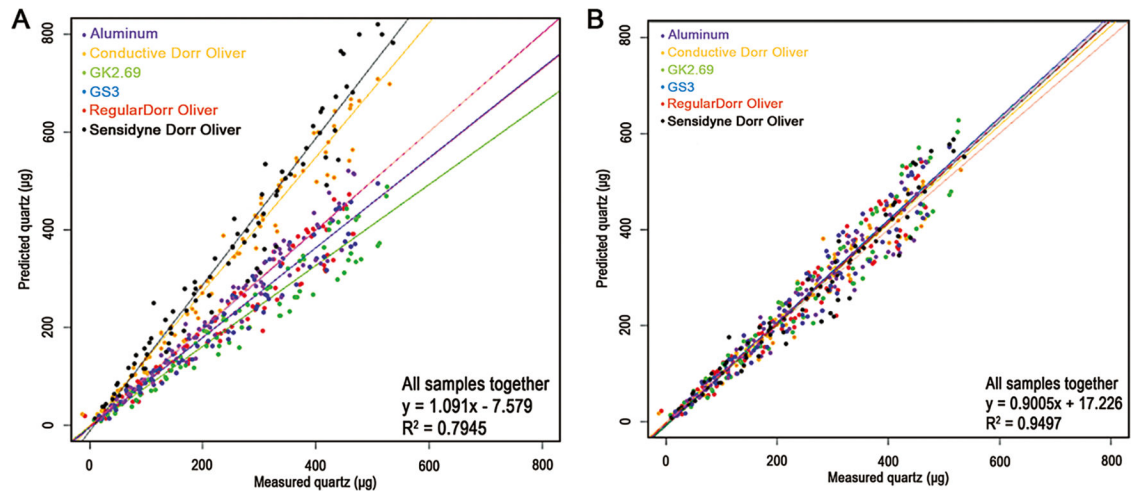 A
Aluminum
Conductive Dorr Oliver
GK2.69
GS3
RegularDorr Oliver
Sensidyne Dorr Oliver
800
600
400
200
0
Predicted quartz (µg)
All samples together
y = 1.091x - 7.579
R² = 0.7945
0
200
400
600
800
Measured quartz (µg)
B
Aluminum
Conductive Dorr Oliver
GK2.69
GS3
RegularDorr Oliver
Sensidyne Dorr Oliver
800
600
400
200
0
Predicted quartz (µg)
All samples together
y = 0.9005x + 17.226
R² = 0.9497
0
200
400
600
800
Measured quartz (µg)